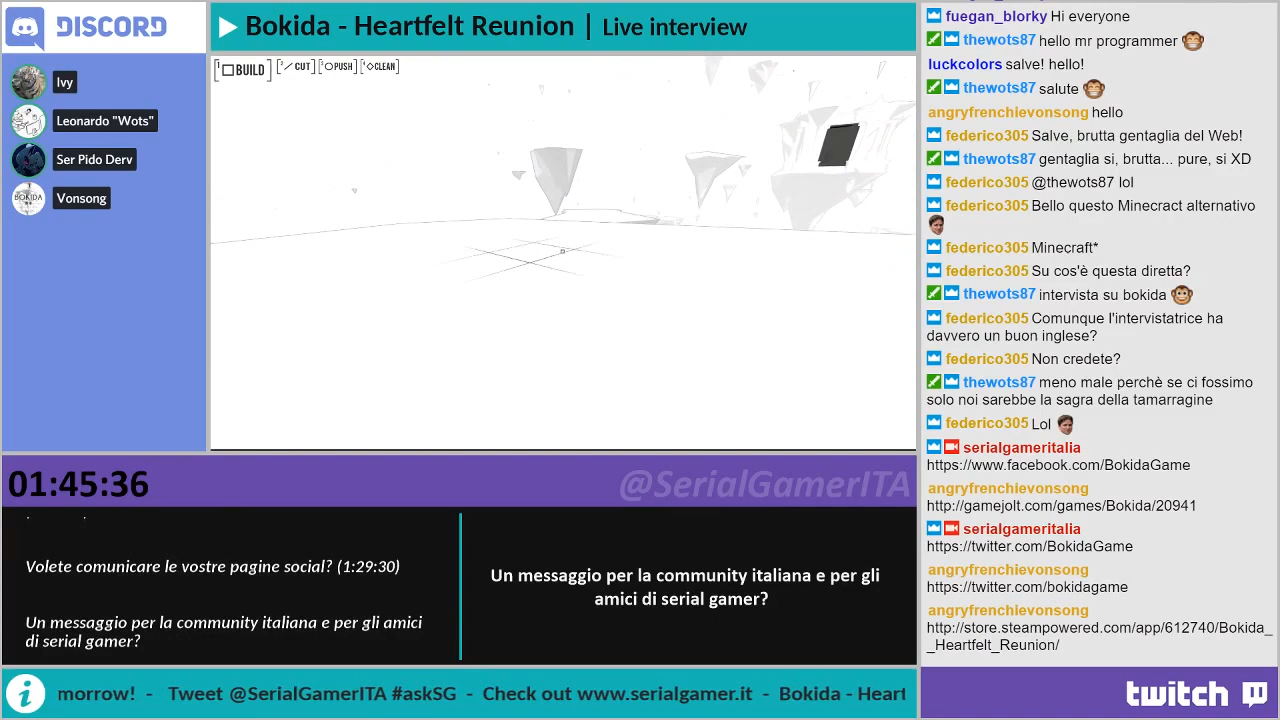 DISCORD
Ivy
Leonardo "Wots"
Ser Pido Derv
BOKIDA
Vonsong
Bokida - Heartfelt Reunion | Live interview
1 BUILD 2 CUT 3 PUSH 4 CLEAN
01:45:36
@SerialGamerITA
Volete comunicare le vostre pagine social? (1:29:30)
Un messaggio per la community italiana e per gli amici
di serial gamer?
Un messaggio per la community italiana e per gli
amici di serial gamer?
morrow! - Tweet @SerialGamerITA #askSG - Check out www.serialgamer.it - Bokida - Heart
fuegan_blorky Hi everyone
thewots87 hello mr programmer
luckcolors salve! hello!
thewots87 salute
angryfrenchievonsong hello
federico305 Salve, brutta gentaglia del Web!
thewots87 gentaglia si, brutta... pure, si XD
federico305 @thewots87 lol
federico305 Bello questo Minecract alternativo
federico305 Minecraft*
federico305 Su cos'è questa diretta?
thewots87 intervista su bokida
federico305 Comunque l'intervistatrice ha
davvero un buon inglese?
federico305 Non credete?
thewots87 meno male perchè se ci fossimo
solo noi sarebbe la sagra della tamarragine
federico305 Lol
serialgameritalia
https://www.facebook.com/BokidaGame
angryfrenchievonsong
http://gamejolt.com/games/Bokida/20941
serialgameritalia
https://twitter.com/BokidaGame
angryfrenchievonsong
https://twitter.com/bokidagame
angryfrenchievonsong
http://store.steampowered.com/app/612740/Bokida_
_Heartfelt_Reunion/
twitch